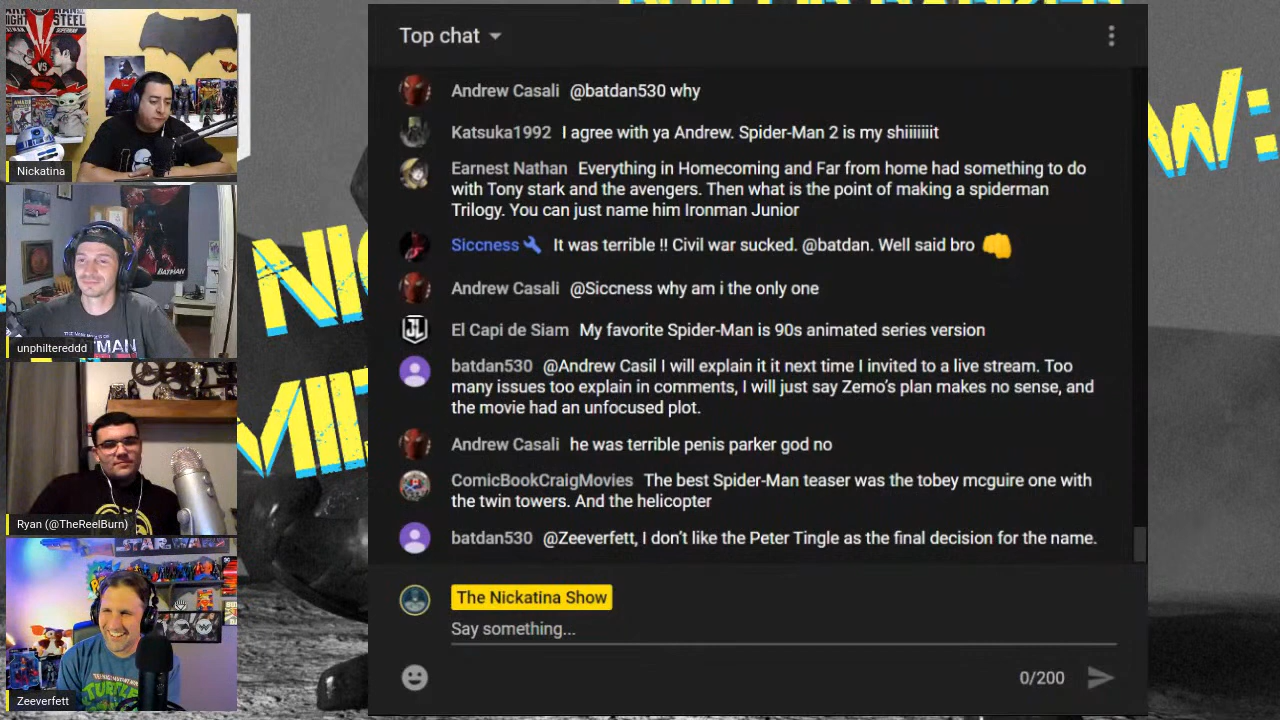 Top chat
Andrew Casali @batdan530 why
Katsuka1992 I agree with ya Andrew. Spider-Man 2 is my shiiiiiiit
Earnest Nathan Everything in Homecoming and Far from home had something to do
with Tony stark and the avengers. Then what is the point of making a spiderman
Trilogy. You can just name him Ironman Junior
Siccness It was terrible !! Civil war sucked. @batdan. Well said bro
Andrew Casali @Siccness why am i the only one
El Capi de Siam My favorite Spider-Man is 90s animated series version
batdan530 @Andrew Casil I will explain it it next time I invited to a live stream. Too
many issues too explain in comments, I will just say Zemo's plan makes no sense, and
the movie had an unfocused plot.
Andrew Casali he was terrible penis parker god no
ComicBookCraigMovies The best Spider-Man teaser was the tobey mcguire one with
the twin towers. And the helicopter
batdan530 @Zeeverfett, I don't like the Peter Tingle as the final decision for the name.
The Nickatina Show
Say something...
0/200
Nickatina
BATMAN
unphiltereddd
Ryan (@TheReelBurn)
TURTLE
Zeeverfett
STEEL
VS
JL